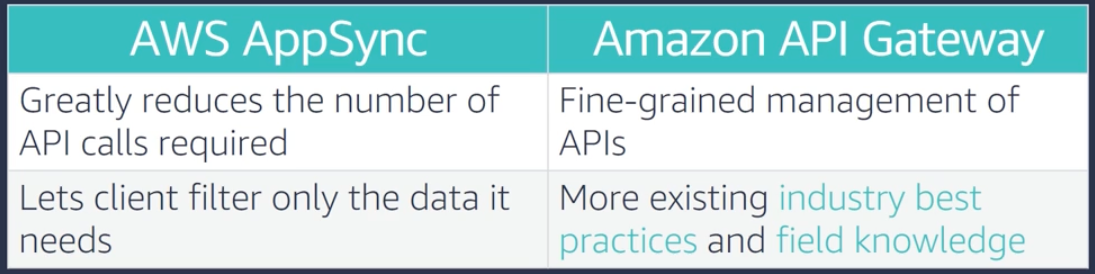 AWS AppSync
Amazon API Gateway
Greatly reduces the number of
API calls required
Fine-grained management of
APIs
Lets client filter only the data it
needs
More existing industry best
practices and field knowledge